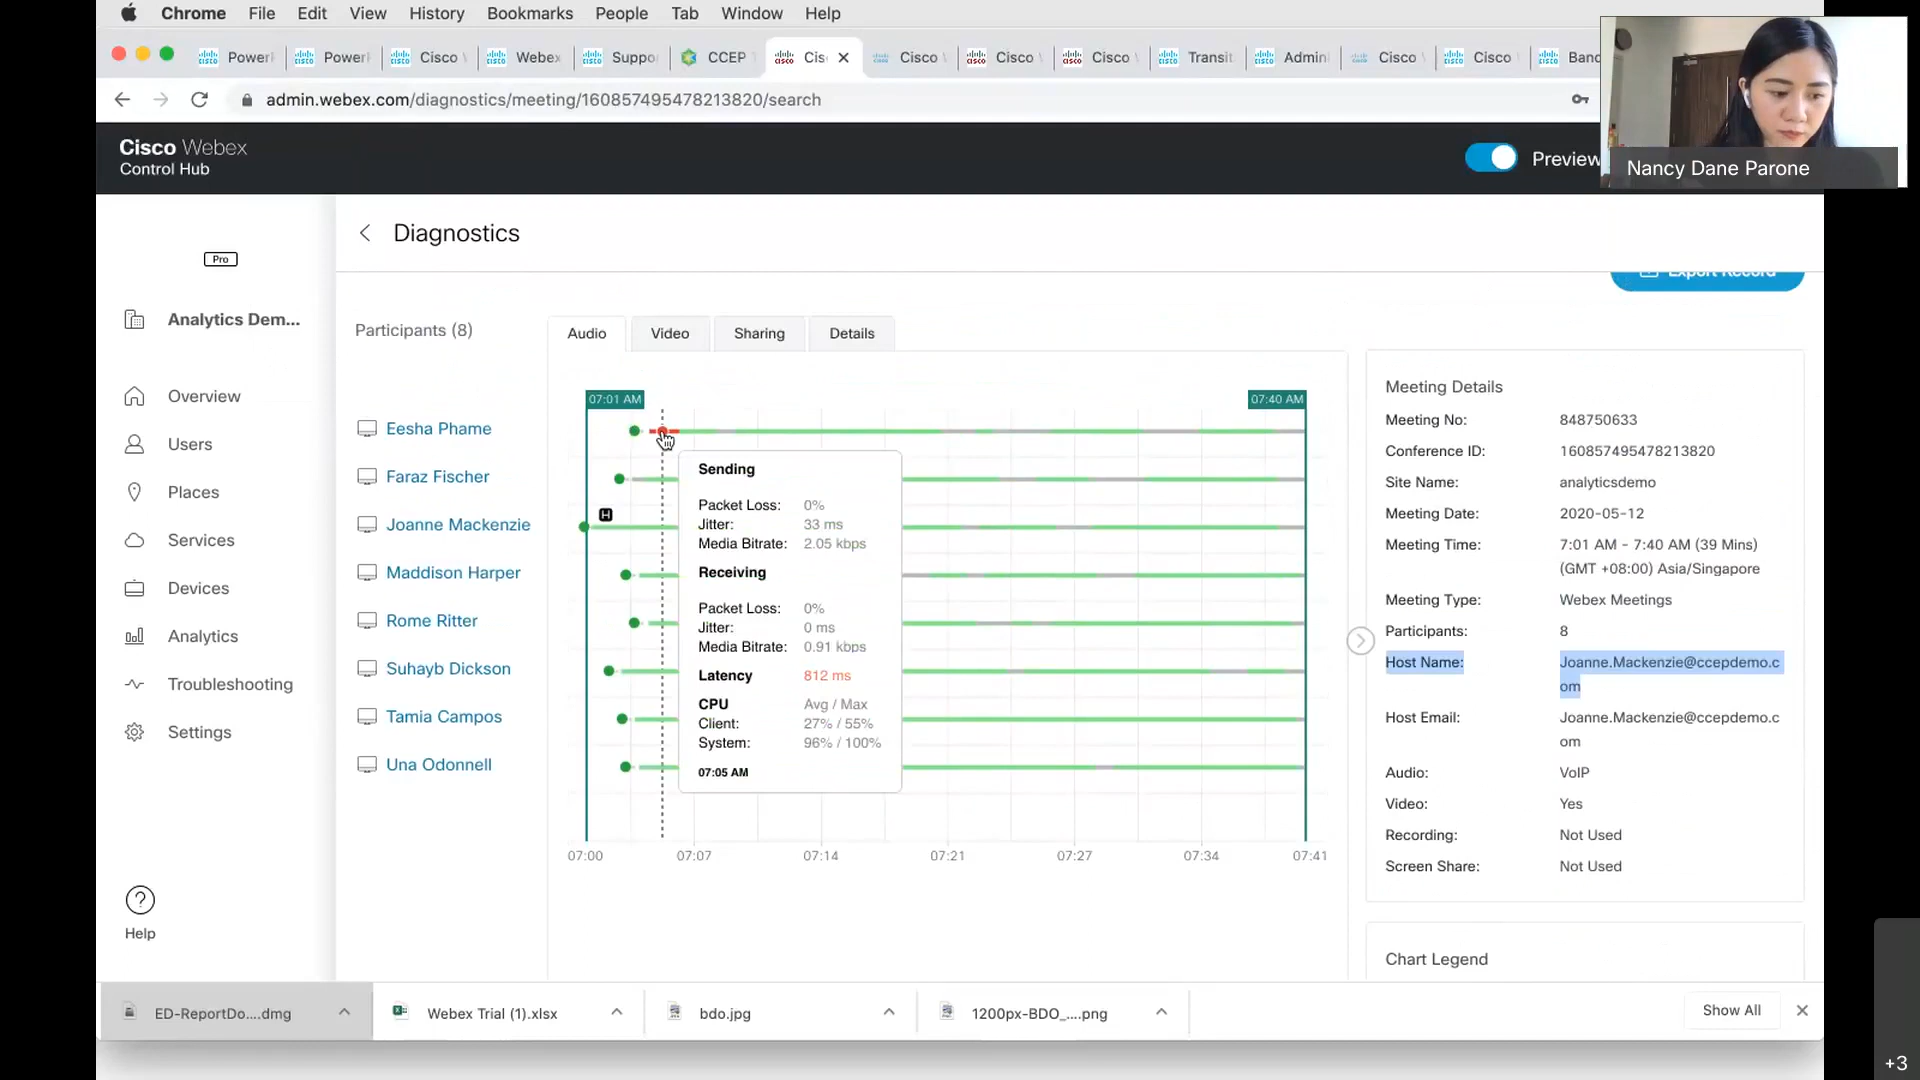 Chrome File Edit View History Bookmarks People Tab Window Help
Power Power Cisco Webex Suppo CCEP Cis Cisco Cisco Cisco Transit Admin Cisco Cisco Banc
admin.webex.com/diagnostics/meeting/160857495478213820/search
Cisco Webex
Control Hub
Preview
Nancy Dane Parone
Pro
Analytics Dem...
Overview
Users
Places
Services
Devices
Analytics
Troubleshooting
Settings
?
Help
Diagnostics
Export Record
Participants (8)
Audio Video Sharing Details
07:01 AM 07:40 AM
Eesha Phame
Faraz Fischer
H
Joanne Mackenzie
Maddison Harper
Rome Ritter
Suhayb Dickson
Tamia Campos
Una Odonnell
Sending
Packet Loss: 0%
Jitter: 33 ms
Media Bitrate: 2.05 kbps
Receiving
Packet Loss: 0%
Jitter: 0 ms
Media Bitrate: 0.91 kbps
Latency 812 ms
CPU Avg / Max
Client: 27% / 55%
System: 96% / 100%
07:05 AM
07:00 07:07 07:14 07:21 07:27 07:34 07:41
Meeting Details
Meeting No: 848750633
Conference ID: 160857495478213820
Site Name: analyticsdemo
Meeting Date: 2020-05-12
Meeting Time: 7:01 AM - 7:40 AM (39 Mins)
(GMT +08:00) Asia/Singapore
Meeting Type: Webex Meetings
Participants: 8
Host Name: Joanne.Mackenzie@ccepdemo.c
om
Host Email: Joanne.Mackenzie@ccepdemo.c
om
Audio: VoIP
Video: Yes
Recording: Not Used
Screen Share: Not Used
Chart Legend
ED-ReportDo....dmg Webex Trial (1).xlsx bdo.jpg 1200px-BDO_....png Show All
+3